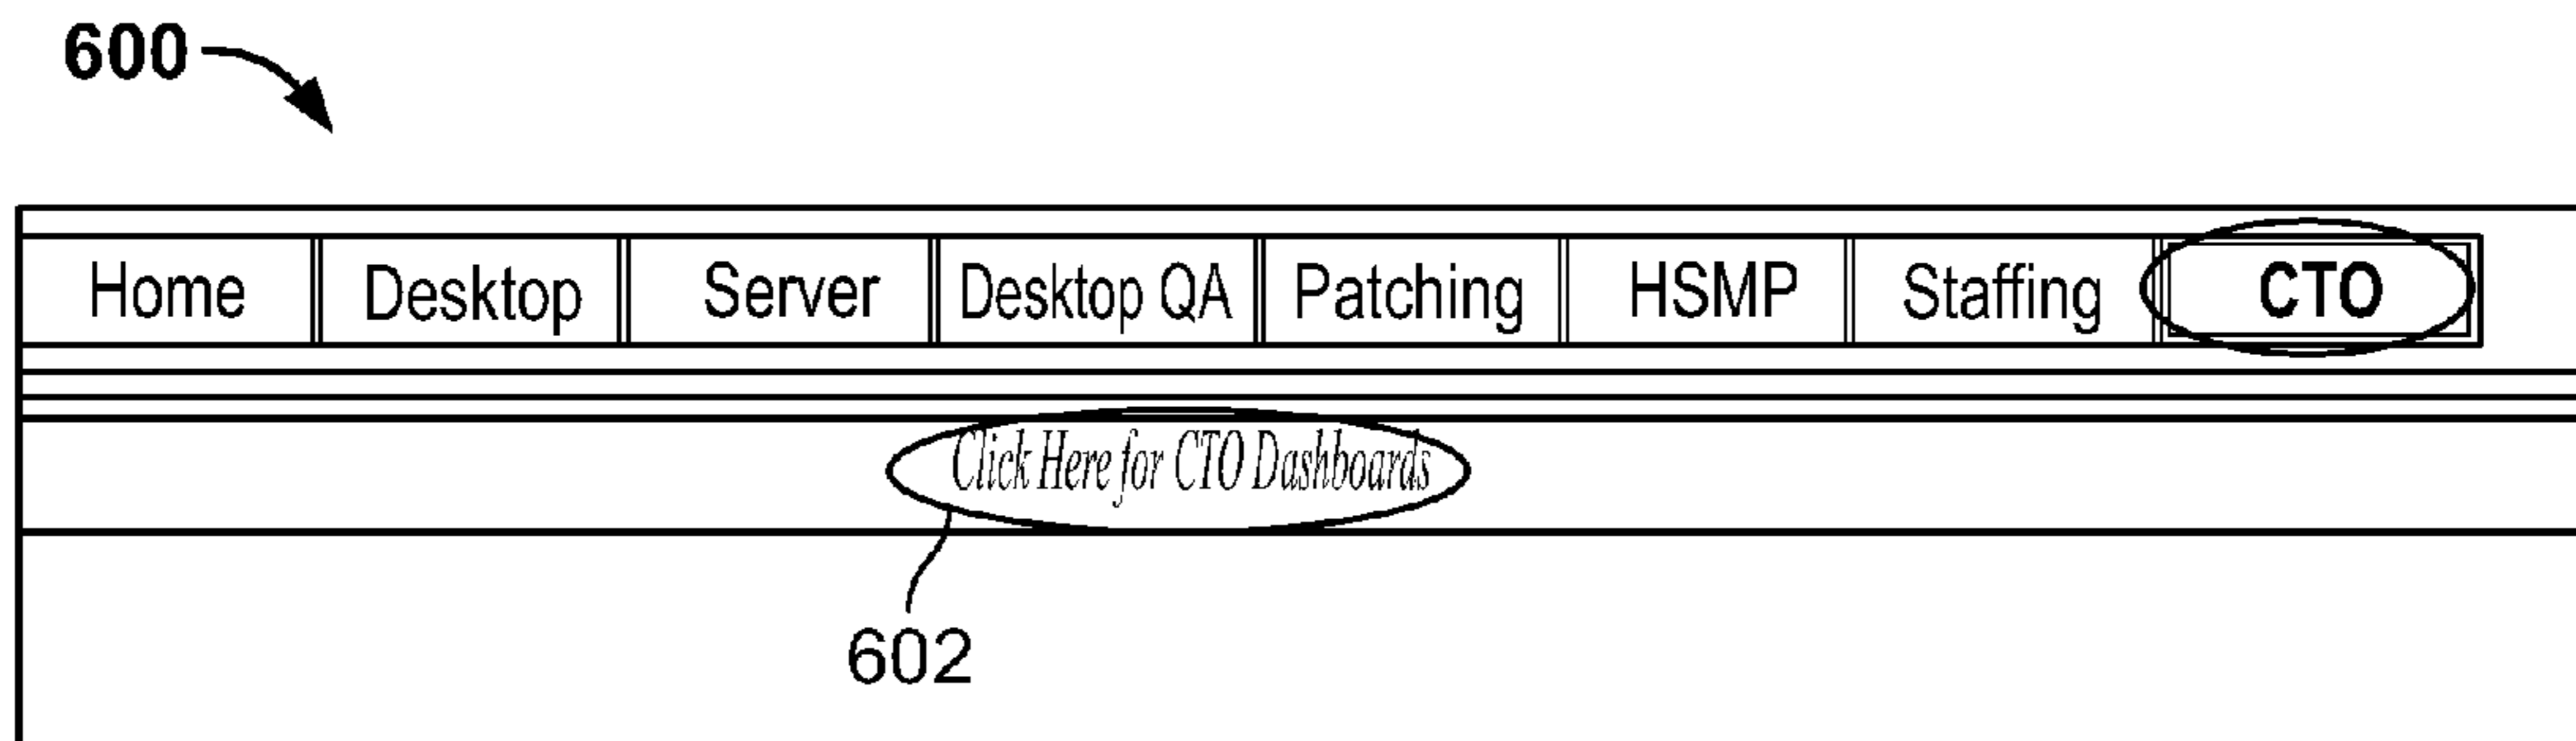 600
Home Desktop Server Desktop QA Patching HSMP Staffing CTO
Click Here for CTO Dashboards
602